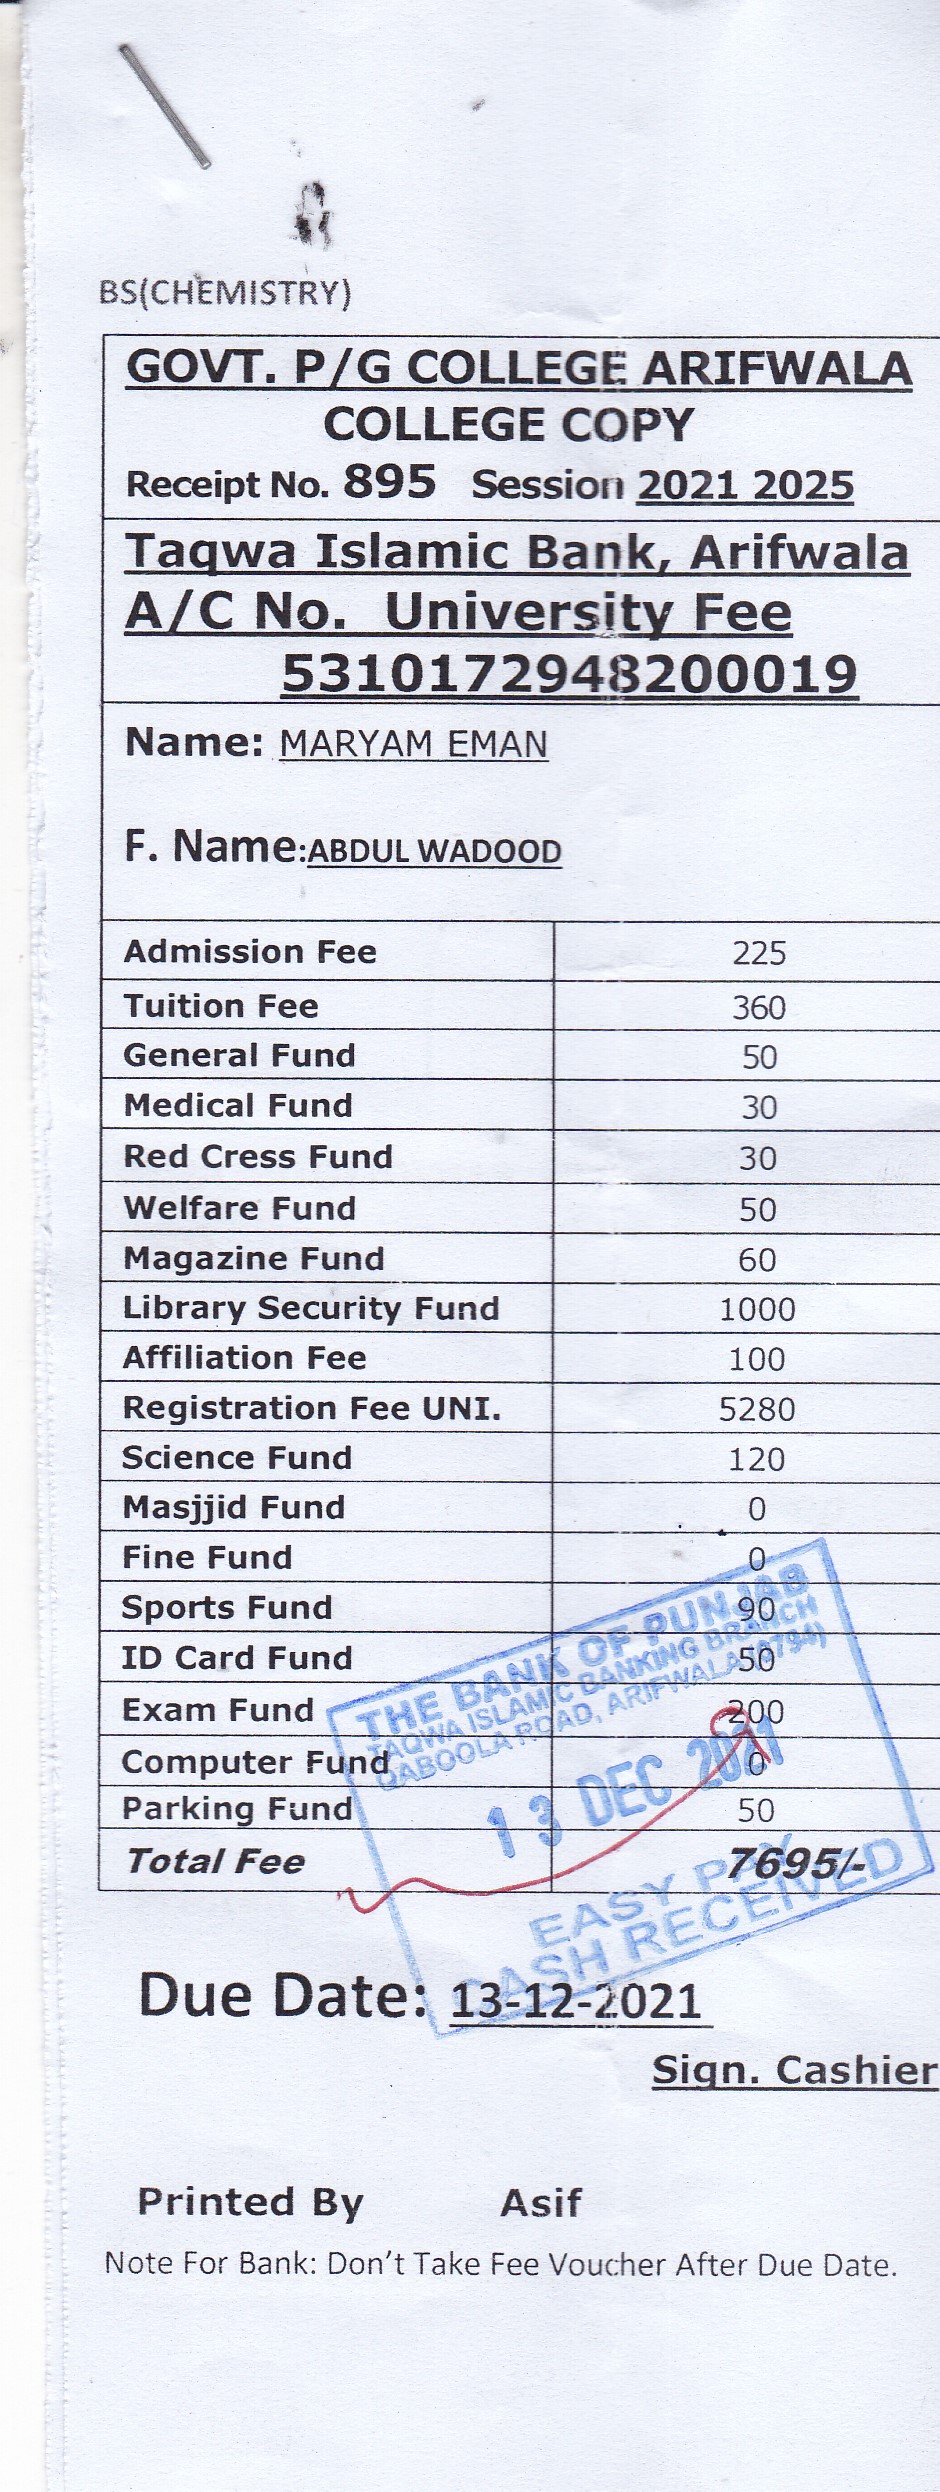 BS(CHEMISTRY)
GOVT. P/G COLLEGE ARIFWALA
COLLEGE COPY
Receipt No. 895 Session 2021 2025
Taqwa Islamic Bank, Arifwala
A/C No. University Fee
5310172948200019
Name: MARYAM EMAN
F. Name:ABDUL WADOOD
Admission Fee 225
Tuition Fee 360
General Fund 50
Medical Fund 30
Red Cress Fund 30
Welfare Fund 50
Magazine Fund 60
Library Security Fund 1000
Affiliation Fee 100
Registration Fee UNI. 5280
Science Fund 120
Masjjid Fund 0
Fine Fund 0
Sports Fund 90
ID Card Fund 50
Exam Fund 200
Computer Fund 0
Parking Fund 50
Total Fee 7695/-
THE BANK OF PUNJAB
TAQWA ISLAMIC BANKING BRANCH
QABOOLA ROAD, ARIFWALA (0794)
13 DEC 2021
EASY PAY
CASH RECEIVED
Due Date: 13-12-2021
Sign. Cashier
Printed By Asif
Note For Bank: Don't Take Fee Voucher After Due Date.